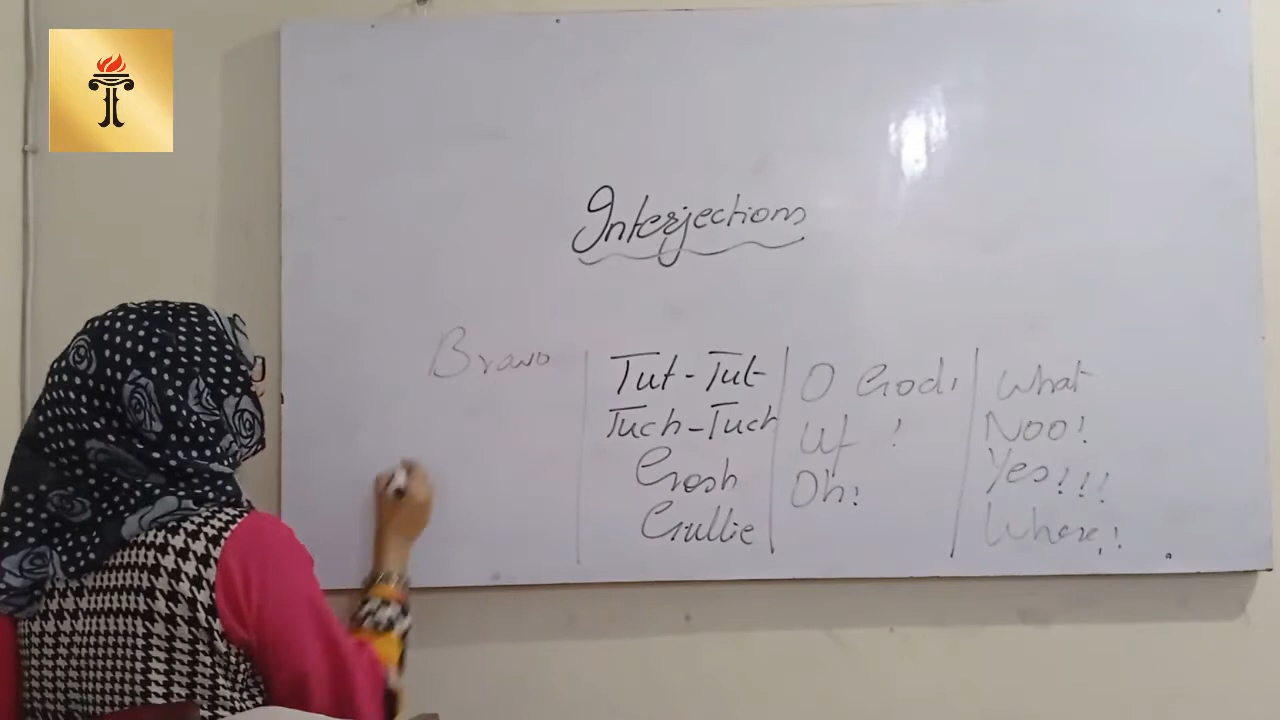 Interjections
Bravo
Tut-Tut
Tuch-Tuch
Gosh
Gullie
O God!
Uf !
Oh!
What
Noo!
Yes!!!
Where!!